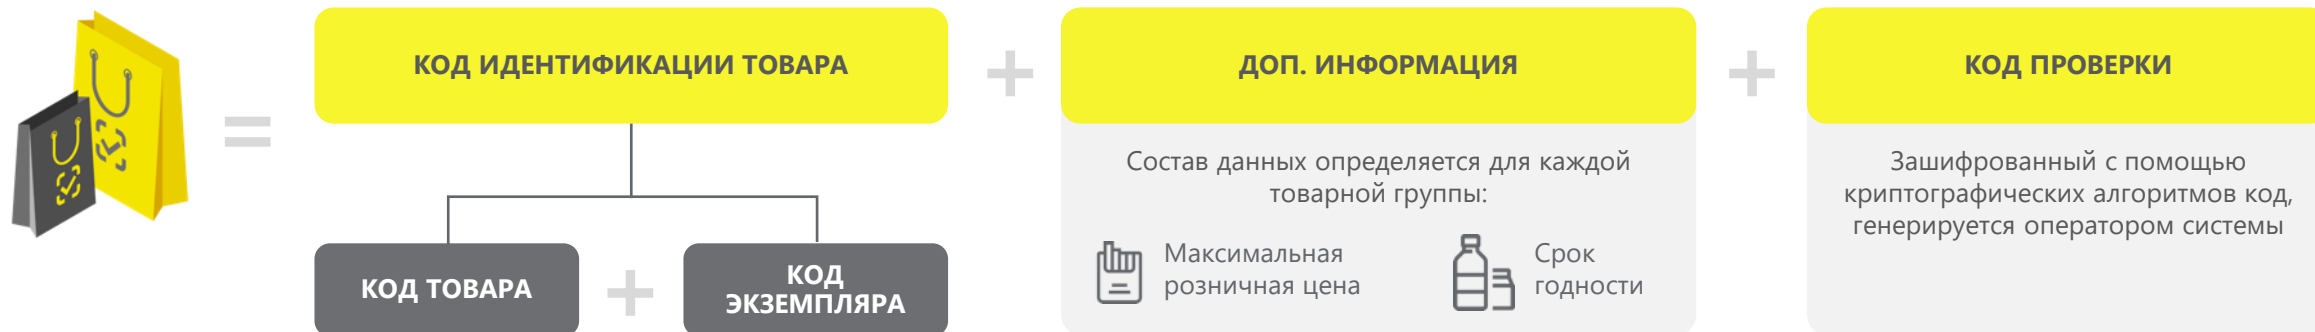 =
КОД ИДЕНТИФИКАЦИИ ТОВАРА
+
ДОП. ИНФОРМАЦИЯ
+
КОД ПРОВЕРКИ
КОД ТОВАРА
+
КОД
ЭКЗЕМПЛЯРА
Состав данных определяется для каждой
товарной группы:
Максимальная
розничная цена
Срок
годности
Зашифрованный с помощью
криптографических алгоритмов код,
генерируется оператором системы